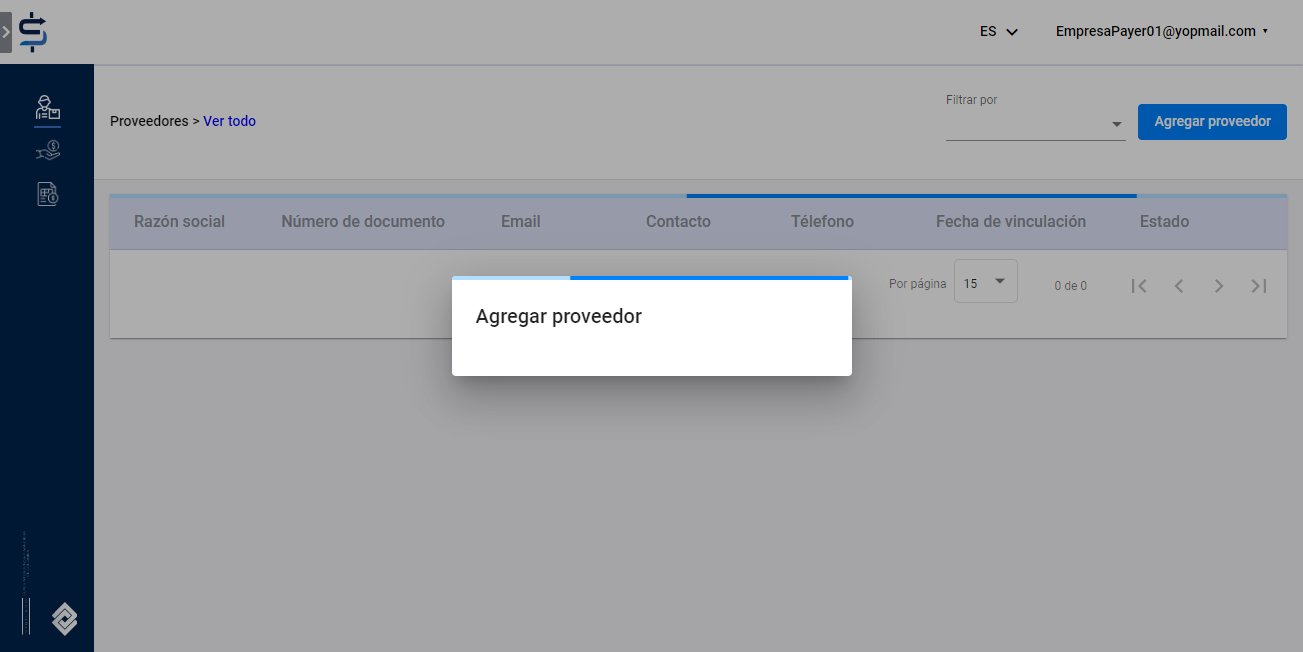 ES
EmpresaPayer01@yopmail.com
Proveedores > Ver todo
Filtrar por
Agregar proveedor
Razón social Número de documento Email Contacto Télefono Fecha de vinculación Estado
Por página 15 0 de 0
Agregar proveedor